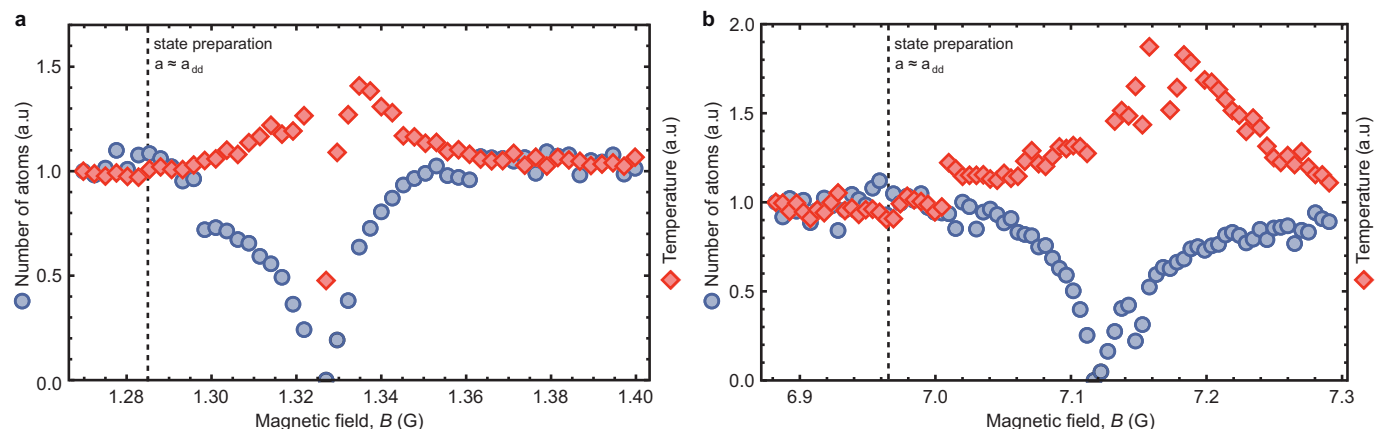 a
state preparation
a ≈ a_dd
Number of atoms (a.u)
Temperature (a.u)
1.5
1.0
0.5
0.0
1.28
1.30
1.32
1.34
1.36
1.38
1.40
Magnetic field, B (G)
b
state preparation
a ≈ a_dd
Number of atoms (a.u)
Temperature (a.u)
2.0
1.5
1.0
0.5
0.0
6.9
7.0
7.1
7.2
7.3
Magnetic field, B (G)